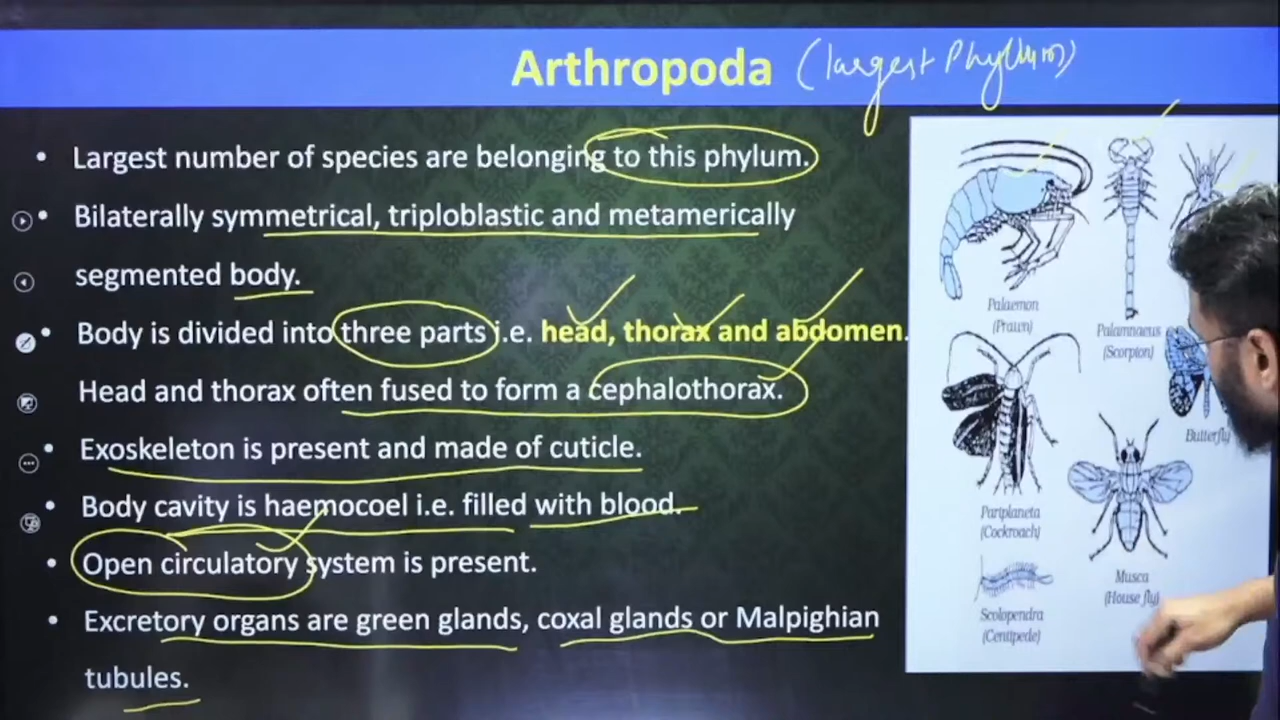 Arthropoda (largest Phyllum)
• Largest number of species are belonging to this phylum.
• Bilaterally symmetrical, triploblastic and metamerically
segmented body.
• Body is divided into three parts i.e. head, thorax and abdomen.
Head and thorax often fused to form a cephalothorax.
• Exoskeleton is present and made of cuticle.
• Body cavity is haemocoel i.e. filled with blood.
• Open circulatory system is present.
• Excretory organs are green glands, coxal glands or Malpighian
tubules.
Palaemon
(Prawn)
Palamnaeus
(Scorpion)
Butterfly
Pariplaneta
(Cockroach)
Musca
(House fly)
Scolopendra
(Centipede)